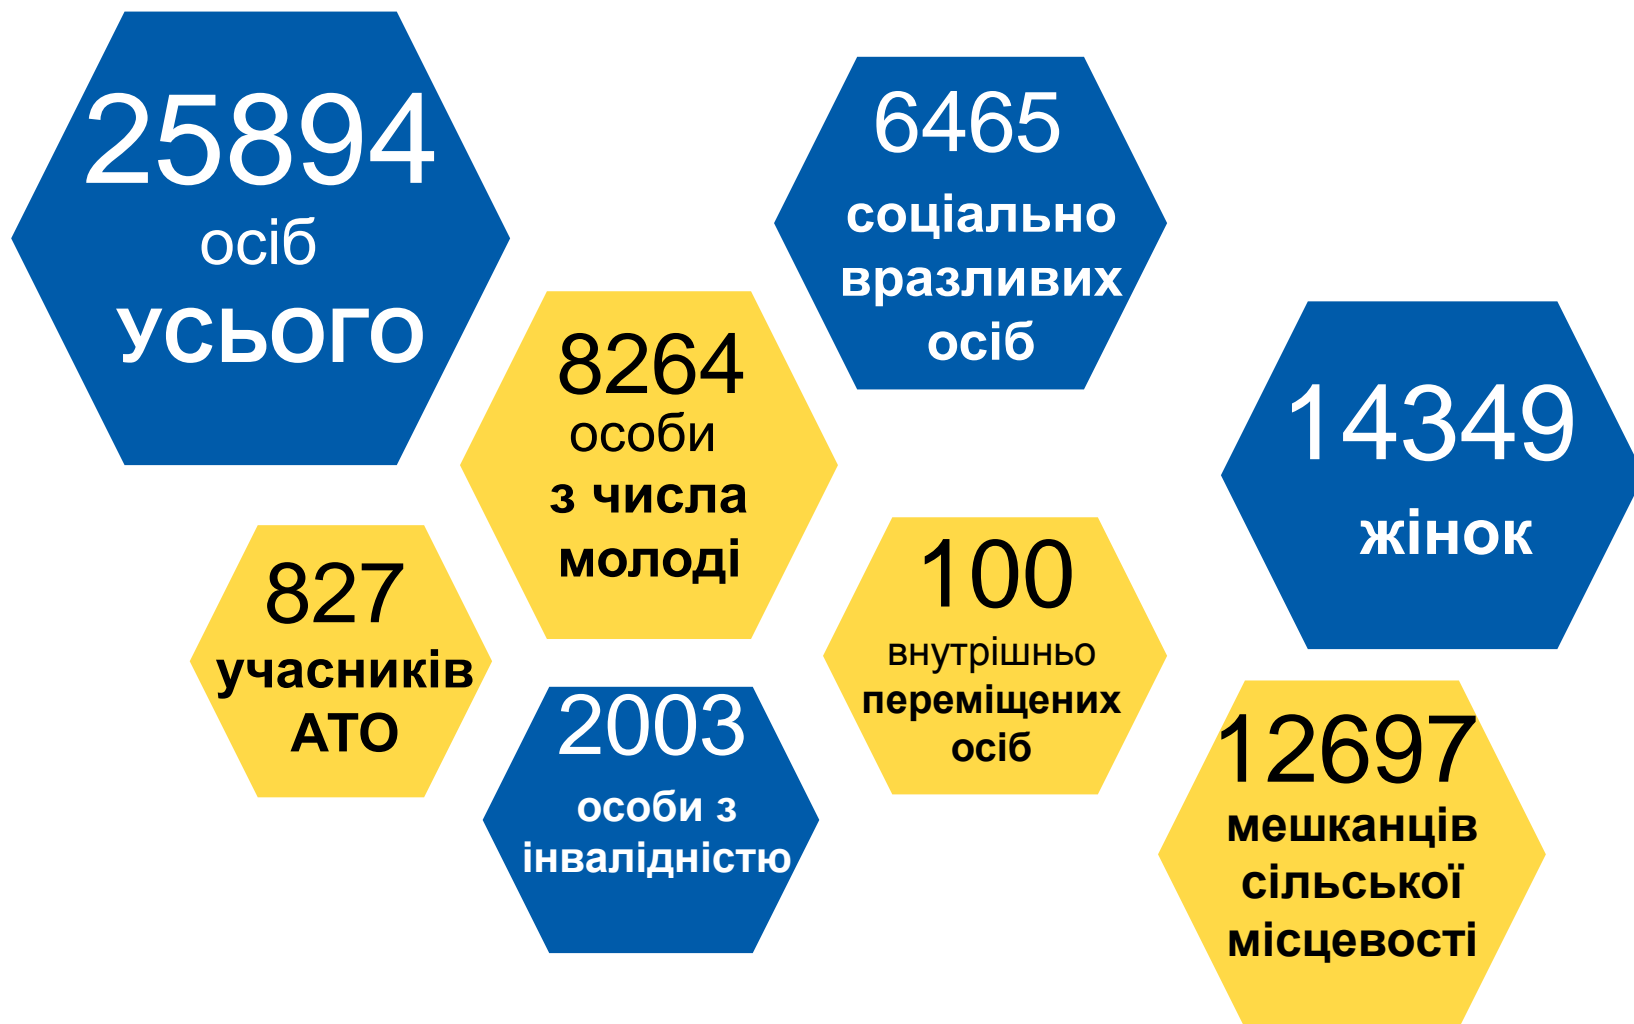 25894
осіб
УСЬОГО
6465
соціально
вразливих
осіб
8264
особи
з числа
молоді
14349
жінок
827
учасників
АТО
100
внутрішньо
переміщених
осіб
2003
особи з
інвалідністю
12697
мешканців
сільської
місцевості